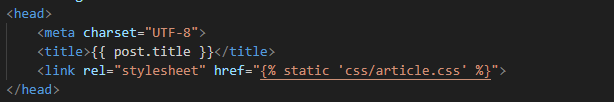 <head>
    <meta charset="UTF-8">
    <title>{{ post.title }}</title>
    <link rel="stylesheet" href="{% static 'css/article.css' %}">
</head>